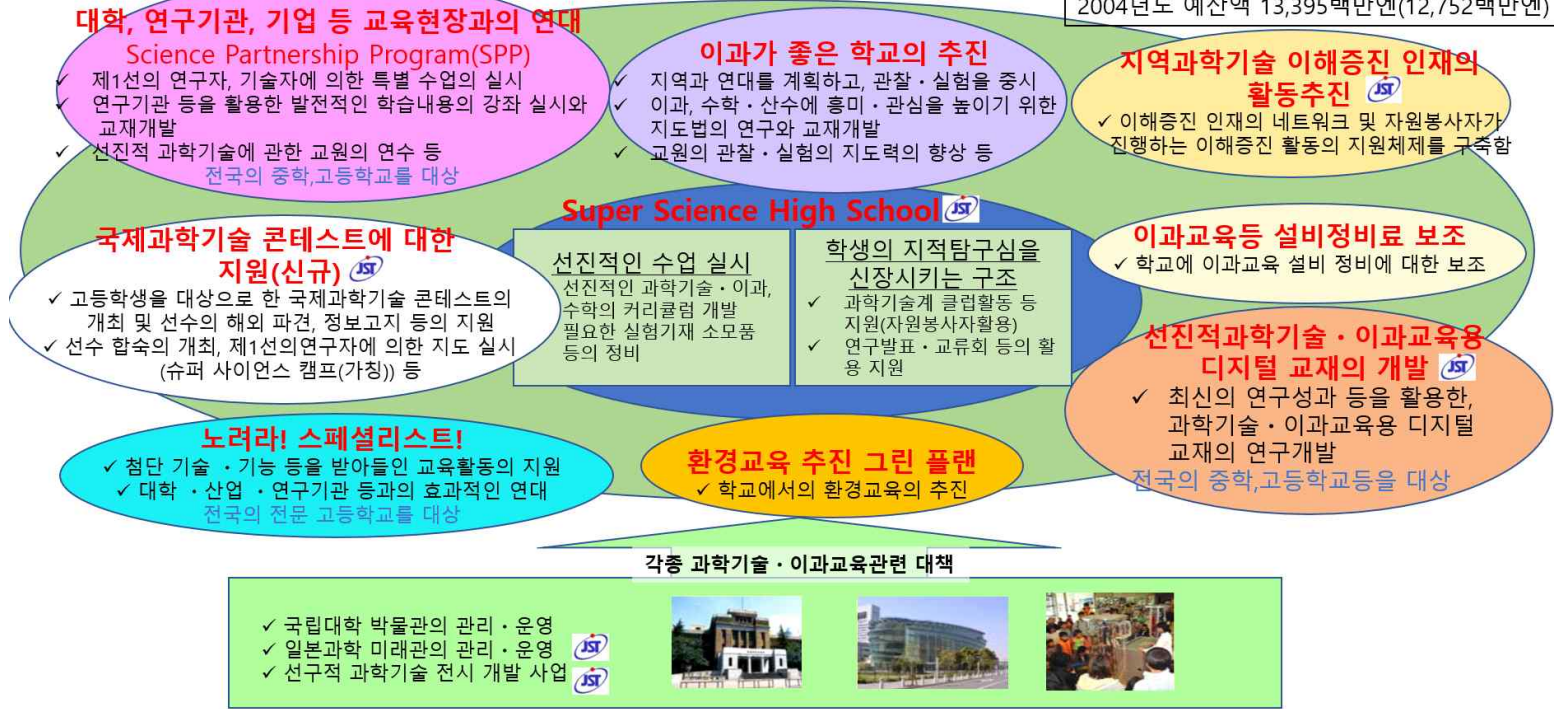 2004년도 예산액 13,395백만엔(12,752백만엔)
대학, 연구기관, 기업 등 교육현장과의 연대
Science Partnership Program(SPP)
✓ 제1선의 연구자, 기술자에 의한 특별 수업의 실시
✓ 연구기관 등을 활용한 발전적인 학습내용의 강좌 실시와
교재개발
✓ 선진적 과학기술에 관한 교원의 연수 등
전국의 중학,고등학교를 대상
이과가 좋은 학교의 추진
✓ 지역과 연대를 계획하고, 관찰・실험을 중시
✓ 이과, 수학・산수에 흥미・관심을 높이기 위한
지도법의 연구와 교재개발
✓ 교원의 관찰・실험의 지도력의 향상 등
지역과학기술 이해증진 인재의
활동추진 JST
✓ 이해증진 인재의 네트워크 및 자원봉사자가
진행하는 이해증진 활동의 지원체제를 구축함
Super Science High School JST
선진적인 수업 실시
선진적인 과학기술・이과,
수학의 커리큘럼 개발
필요한 실험기재 소모품
등의 정비
학생의 지적탐구심을
신장시키는 구조
✓ 과학기술계 클럽활동 등
지원(자원봉사자활용)
✓ 연구발표・교류회 등의 활
용 지원
국제과학기술 콘테스트에 대한
지원(신규) JST
✓ 고등학생을 대상으로 한 국제과학기술 콘테스트의
개최 및 선수의 해외 파견, 정보고지 등의 지원
✓ 선수 합숙의 개최, 제1선의연구자에 의한 지도 실시
(슈퍼 사이언스 캠프(가칭)) 등
이과교육등 설비정비료 보조
✓ 학교에 이과교육 설비 정비에 대한 보조
선진적과학기술・이과교육용
디지털 교재의 개발 JST
✓ 최신의 연구성과 등을 활용한,
과학기술・이과교육용 디지털
교재의 연구개발
전국의 중학,고등학교등을 대상
노려라! 스페셜리스트!
✓ 첨단 기술 ・기능 등을 받아들인 교육활동의 지원
✓ 대학 ・산업 ・연구기관 등과의 효과적인 연대
전국의 전문 고등학교를 대상
환경교육 추진 그린 플랜
✓ 학교에서의 환경교육의 추진
각종 과학기술・이과교육관련 대책
✓ 국립대학 박물관의 관리・운영
✓ 일본과학 미래관의 관리・운영 JST
✓ 선구적 과학기술 전시 개발 사업 JST